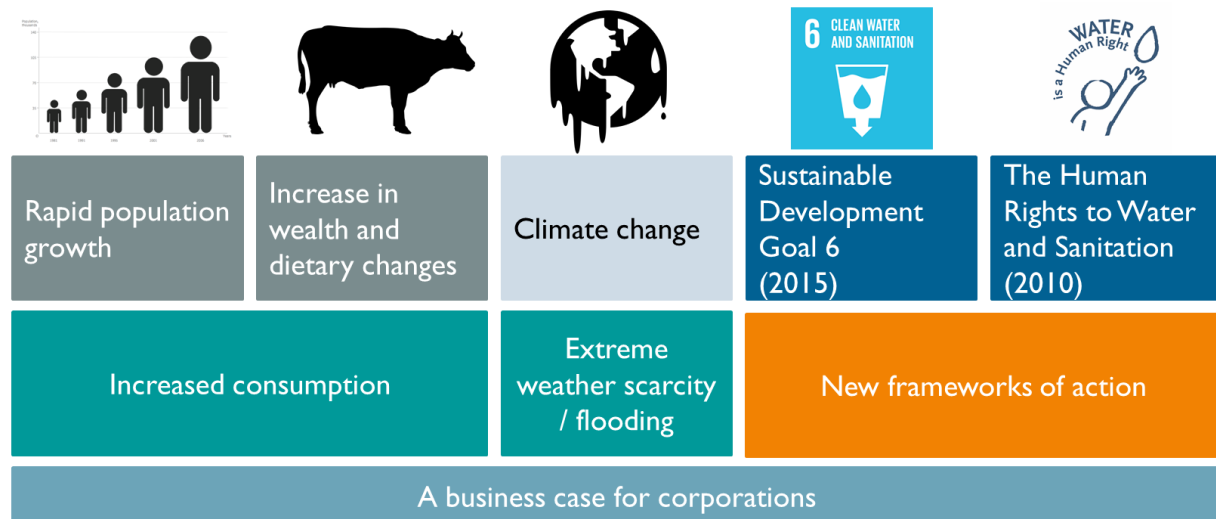 6 CLEAN WATER
AND SANITATION
WATER
is a Human Right
Rapid population
growth
Increase in
wealth and
dietary changes
Climate change
Sustainable
Development
Goal 6
(2015)
The Human
Rights to Water
and Sanitation
(2010)
Increased consumption
Extreme
weather scarcity
/ flooding
New frameworks of action
A business case for corporations